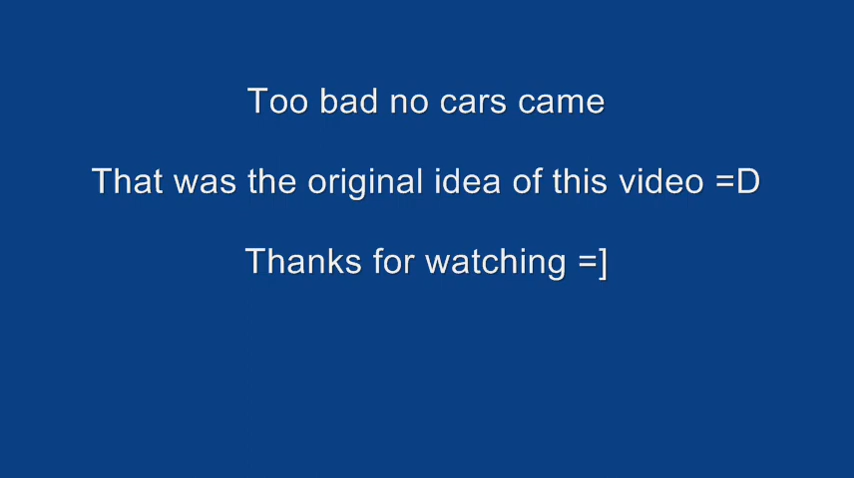 Too bad no cars came
That was the original idea of this video =D
Thanks for watching =]